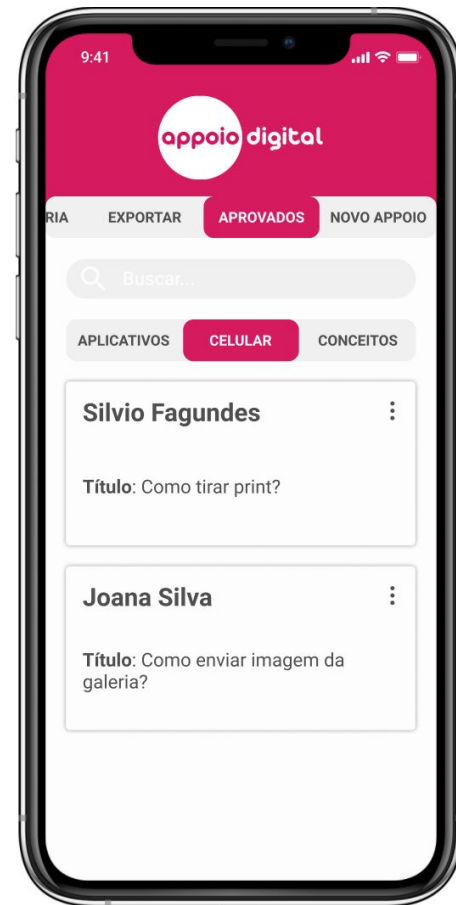 9:41
appoio digital
RIA EXPORTAR APROVADOS NOVO APPOIO
Buscar...
APLICATIVOS CELULAR CONCEITOS
Silvio Fagundes
Título: Como tirar print?
Joana Silva
Título: Como enviar imagem da
galeria?